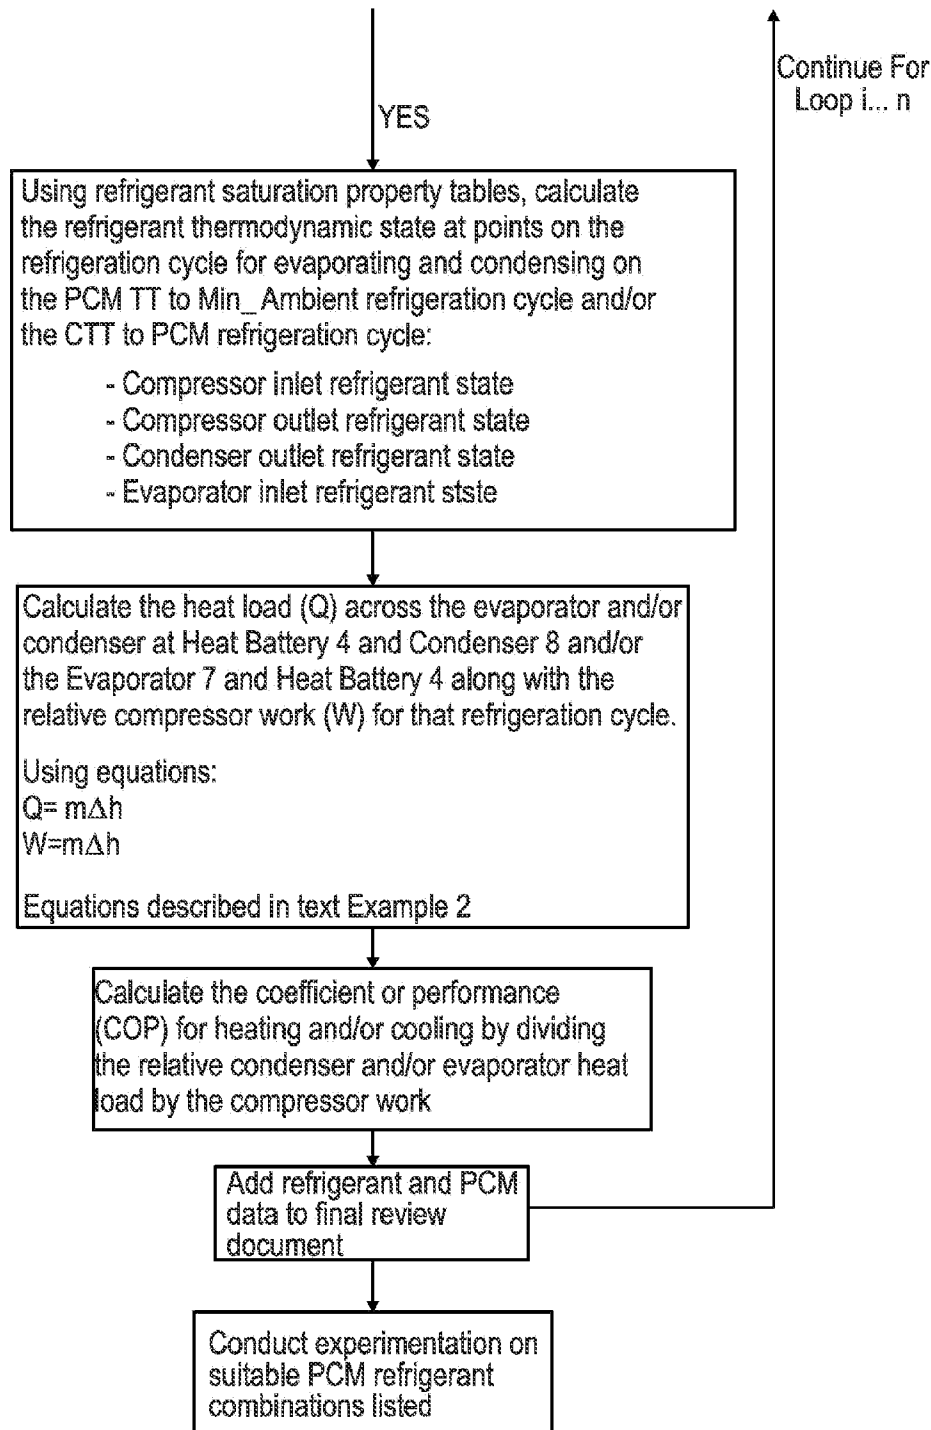 Continue For
Loop i... n
YES
Using refrigerant saturation property tables, calculate
the refrigerant thermodynamic state at points on the
refrigeration cycle for evaporating and condensing on
the PCM TT to Min_ Ambient refrigeration cycle and/or
the CTT to PCM refrigeration cycle:
- Compressor inlet refrigerant state
- Compressor outlet refrigerant state
- Condenser outlet refrigerant state
- Evaporator inlet refrigerant stste
Calculate the heat load (Q) across the evaporator and/or
condenser at Heat Battery 4 and Condenser 8 and/or
the Evaporator 7 and Heat Battery 4 along with the
relative compressor work (W) for that refrigeration cycle.
Using equations:
Q= mΔh
W=mΔh
Equations described in text Example 2
Calculate the coefficient or performance
(COP) for heating and/or cooling by dividing
the relative condenser and/or evaporator heat
load by the compressor work
Add refrigerant and PCM
data to final review
document
Conduct experimentation on
suitable PCM refrigerant
combinations listed